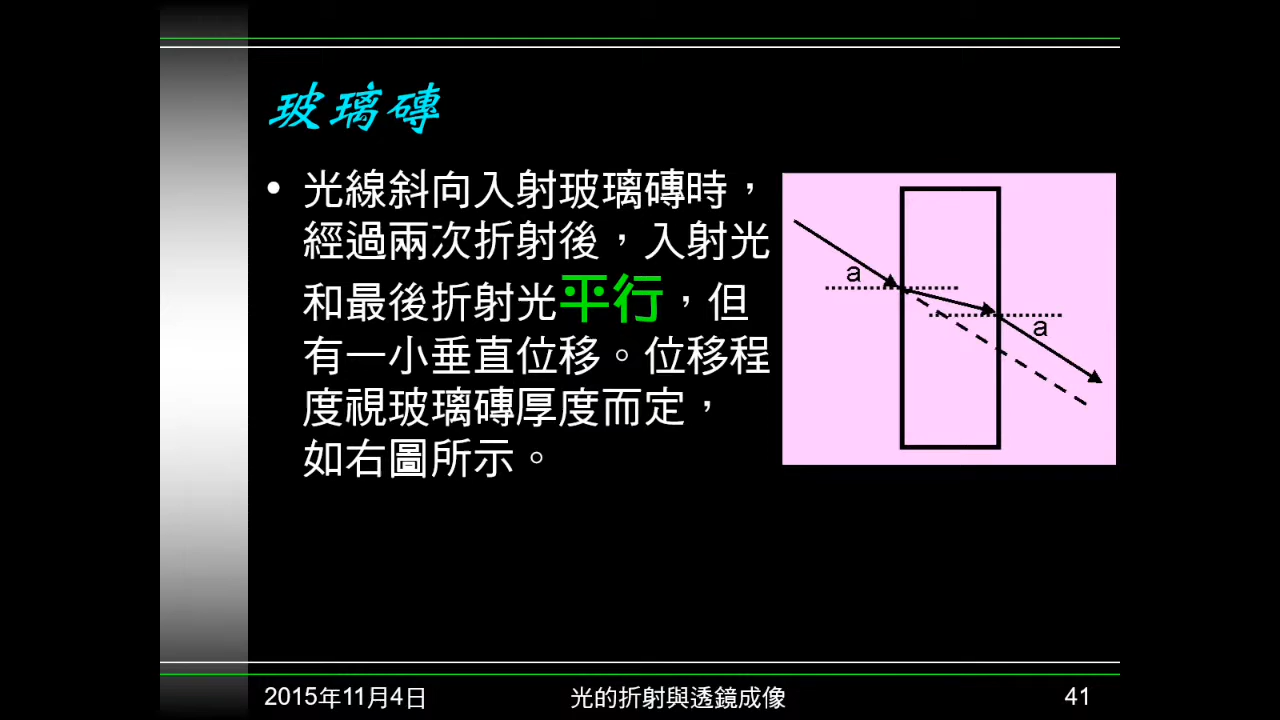 玻璃磚
• 光線斜向入射玻璃磚時，
經過兩次折射後，入射光
和最後折射光平行，但
有一小垂直位移。位移程
度視玻璃磚厚度而定，
如右圖所示。
a
a
2015年11月4日
光的折射與透鏡成像
41